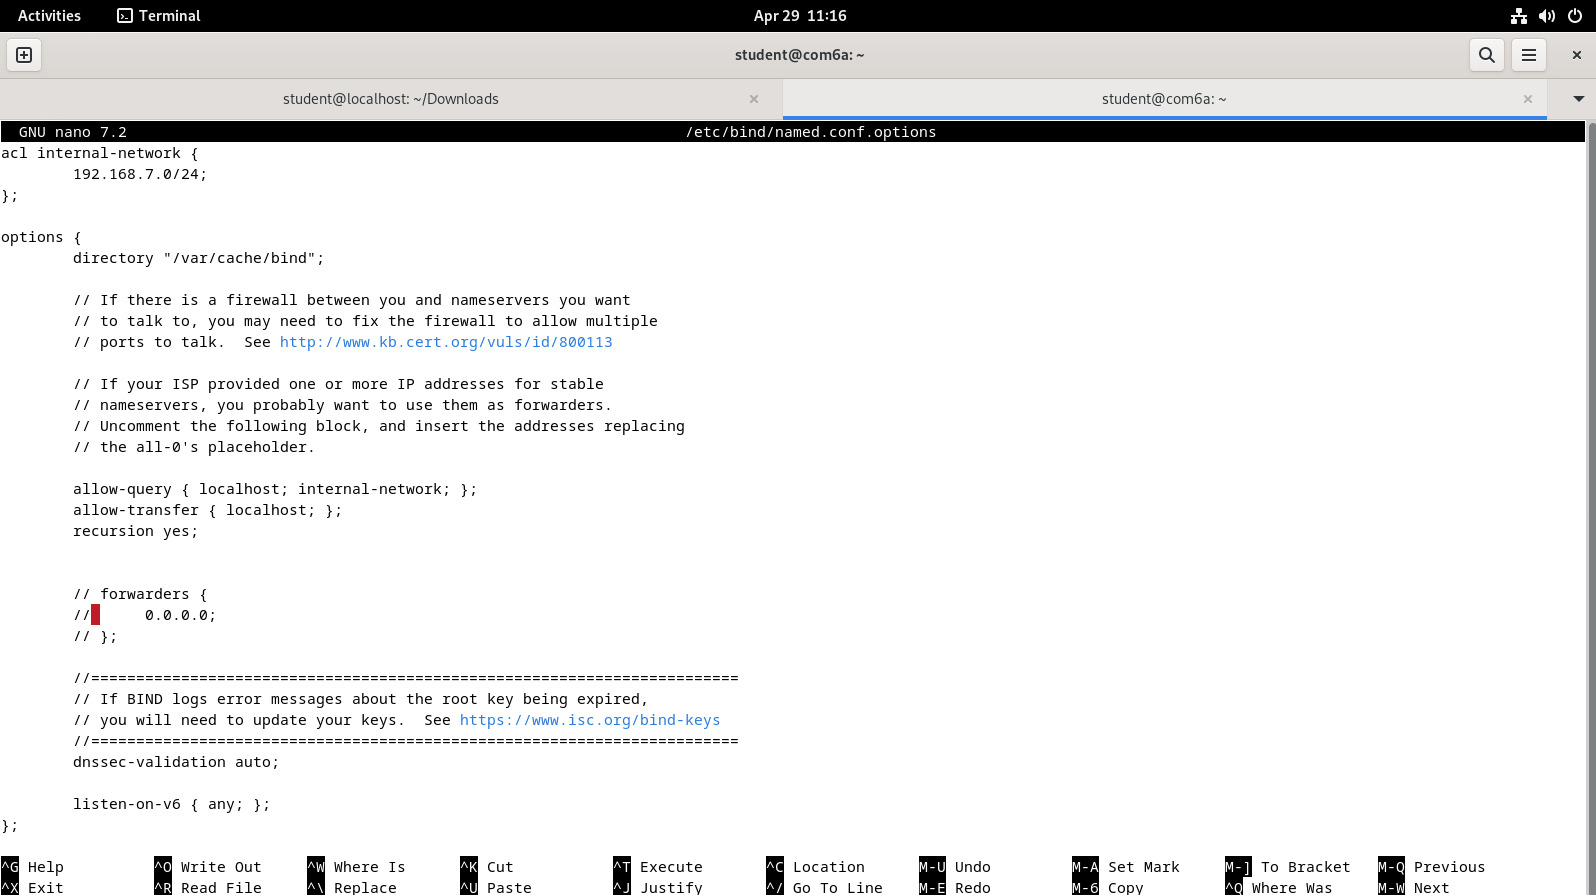 Activities Terminal Apr 29 11:16
student@com6a: ~
student@localhost: ~/Downloads student@com6a: ~
GNU nano 7.2 /etc/bind/named.conf.options
acl internal-network {
192.168.7.0/24;
};
options {
directory "/var/cache/bind";
// If there is a firewall between you and nameservers you want
// to talk to, you may need to fix the firewall to allow multiple
// ports to talk.  See http://www.kb.cert.org/vuls/id/800113
// If your ISP provided one or more IP addresses for stable
// nameservers, you probably want to use them as forwarders.
// Uncomment the following block, and insert the addresses replacing
// the all-0's placeholder.
allow-query { localhost; internal-network; };
allow-transfer { localhost; };
recursion yes;
// forwarders {
//      0.0.0.0;
// };
//========================================================================
// If BIND logs error messages about the root key being expired,
// you will need to update your keys.  See https://www.isc.org/bind-keys
//========================================================================
dnssec-validation auto;
listen-on-v6 { any; };
};
^G Help ^O Write Out ^W Where Is ^K Cut ^T Execute ^C Location M-U Undo M-A Set Mark M-] To Bracket M-Q Previous
^X Exit ^R Read File ^\ Replace ^U Paste ^J Justify ^/ Go To Line M-E Redo M-6 Copy ^Q Where Was M-W Next